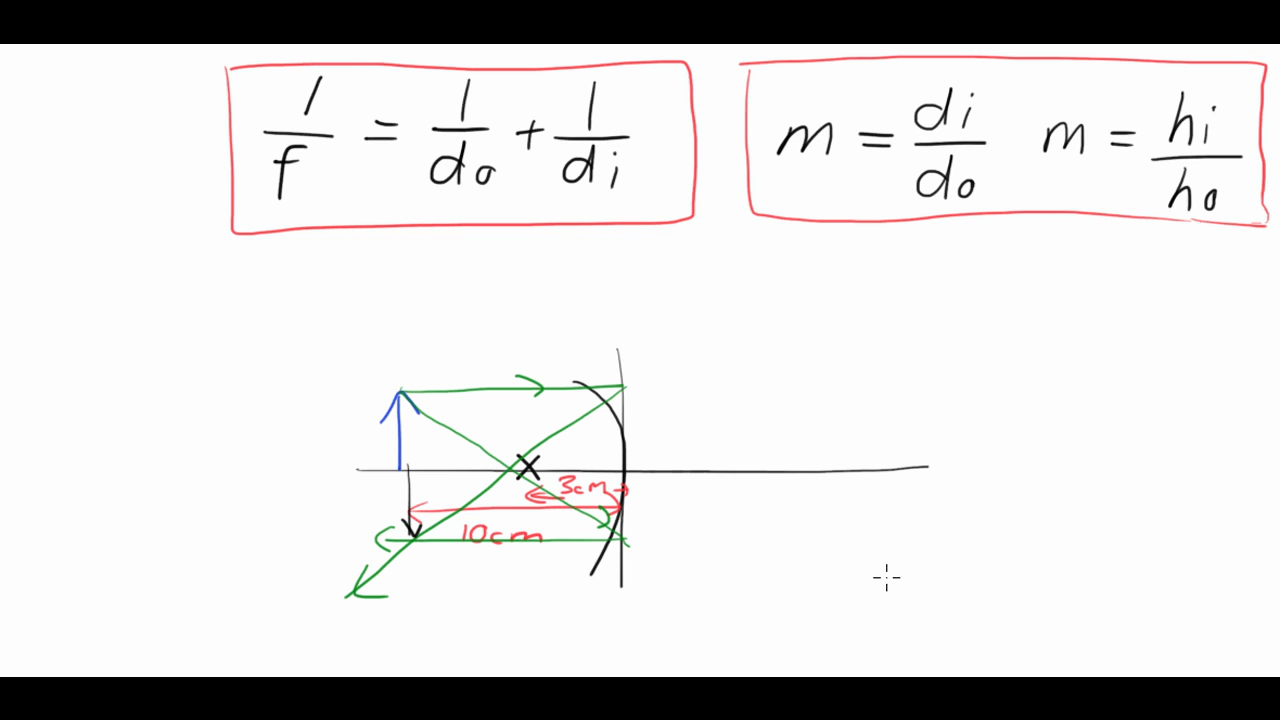 1/f = 1/do + 1/di
m = di/do m = hi/ho
3cm
10cm